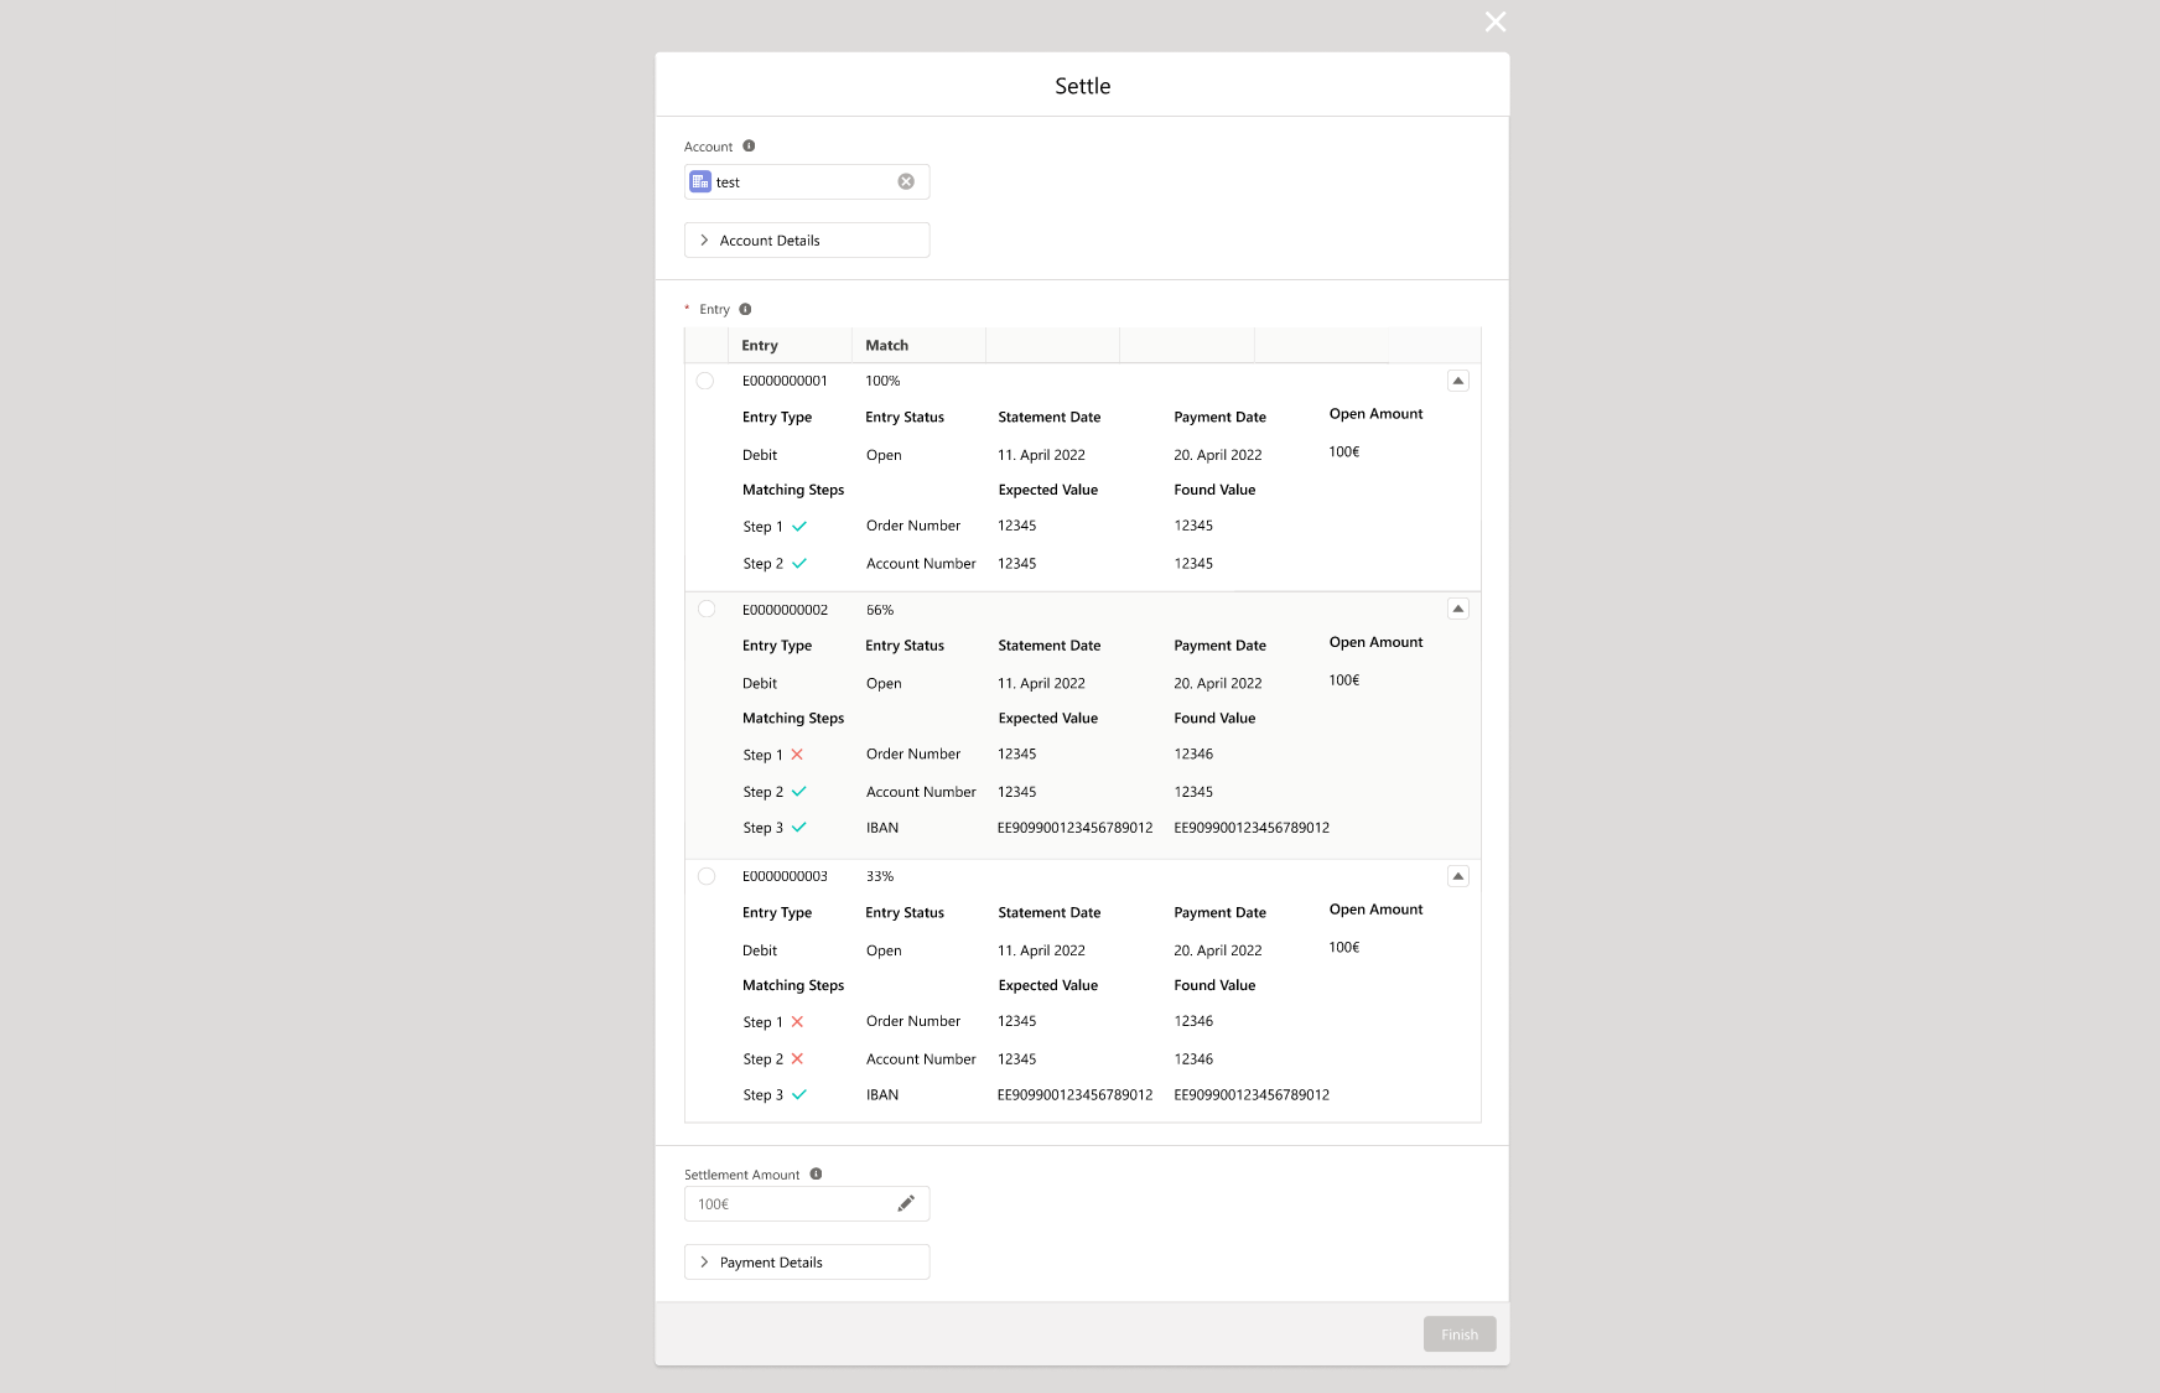 Settle
Account
test
Account Details
* Entry
Entry Match
E0000000001 100%
Entry Type Entry Status Statement Date Payment Date Open Amount
Debit Open 11. April 2022 20. April 2022 100€
Matching Steps Expected Value Found Value
Step 1 Order Number 12345 12345
Step 2 Account Number 12345 12345
E0000000002 66%
Entry Type Entry Status Statement Date Payment Date Open Amount
Debit Open 11. April 2022 20. April 2022 100€
Matching Steps Expected Value Found Value
Step 1 Order Number 12345 12346
Step 2 Account Number 12345 12345
Step 3 IBAN EE909900123456789012 EE909900123456789012
E0000000003 33%
Entry Type Entry Status Statement Date Payment Date Open Amount
Debit Open 11. April 2022 20. April 2022 100€
Matching Steps Expected Value Found Value
Step 1 Order Number 12345 12346
Step 2 Account Number 12345 12346
Step 3 IBAN EE909900123456789012 EE909900123456789012
Settlement Amount
100€
Payment Details
Finish